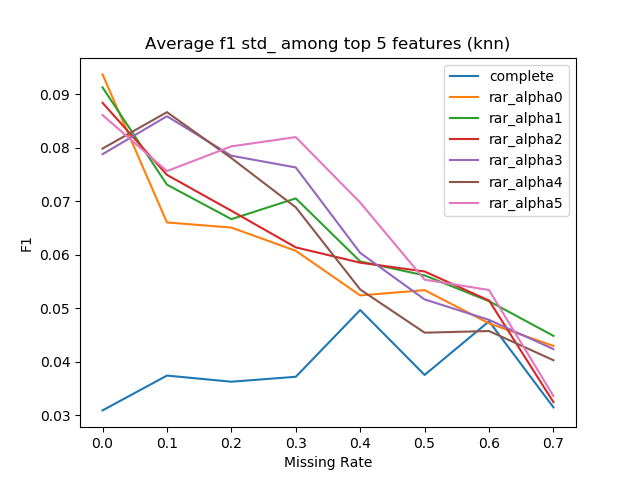 Average f1 std_ among top 5 features (knn)
complete
rar_alpha0
rar_alpha1
rar_alpha2
rar_alpha3
rar_alpha4
rar_alpha5
F1
0.09
0.08
0.07
0.06
0.05
0.04
0.03
0.0 0.1 0.2 0.3 0.4 0.5 0.6 0.7
Missing Rate